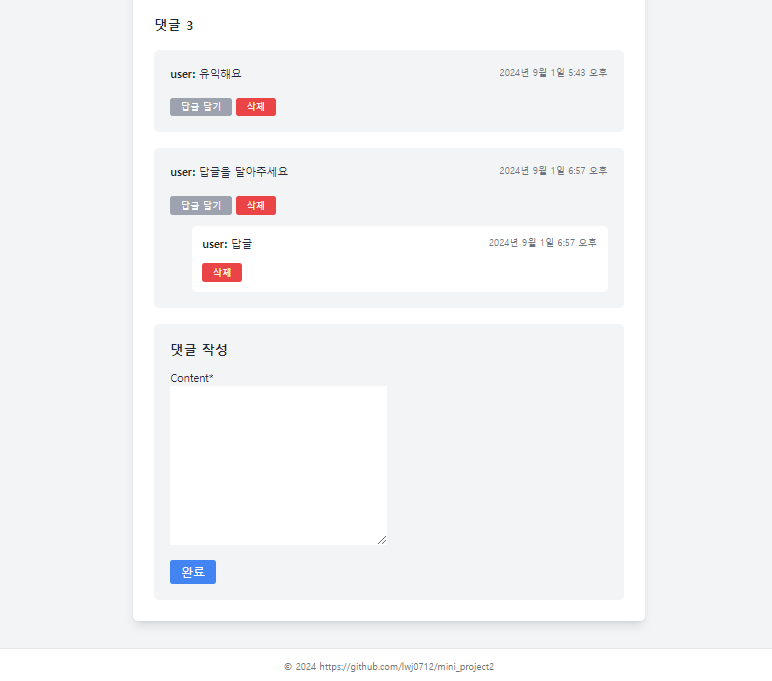 댓글 3
user: 유익해요
2024년 9월 1일 5:43 오후
답글 달기
삭제
user: 답글을 달아주세요
2024년 9월 1일 6:57 오후
답글 달기
삭제
user: 답글
2024년 9월 1일 6:57 오후
삭제
댓글 작성
Content*
완료
© 2024 https://github.com/lwj0712/mini_project2